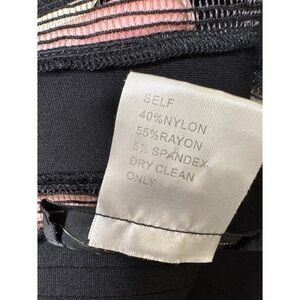 SELF
40%NYLON
55%RAYON
5% SPANDEX
DRY CLEAN
ONLY